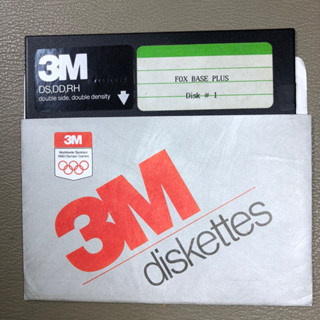 3M
DS,DD,RH
double side, double density
FOX BASE PLUS
Disk # 1
3M
Worldwide Sponsor
1988 Olympic Games
3M
diskettes